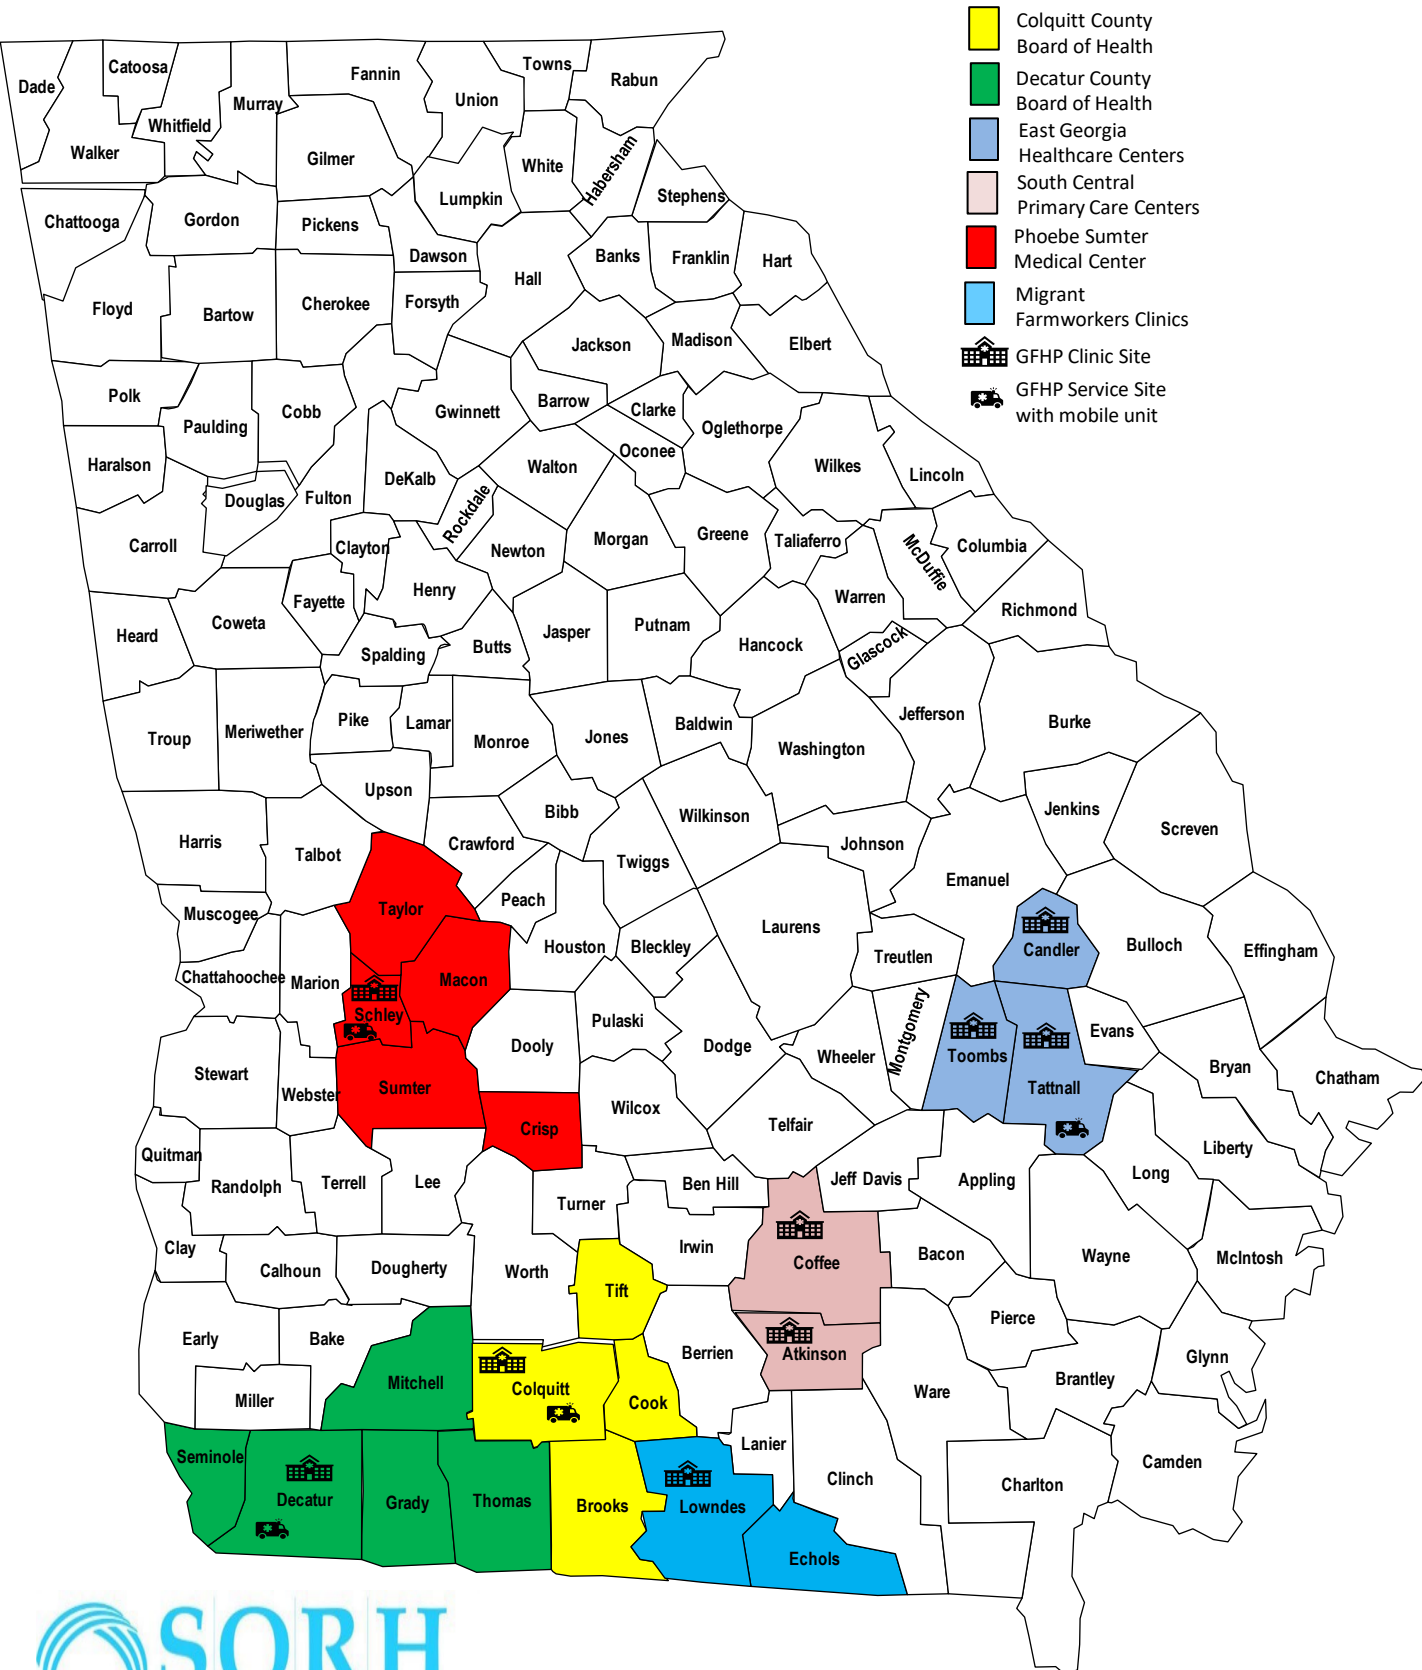 Colquitt County
Board of Health
Decatur County
Board of Health
East Georgia
Healthcare Centers
South Central
Primary Care Centers
Phoebe Sumter
Medical Center
Migrant
Farmworkers Clinics
GFHP Clinic Site
GFHP Service Site
with mobile unit
Dade
Catoosa
Fannin
Towns
Rabun
Union
Murray
Whitfield
Walker
Gilmer
White
Habersham
Stephens
Lumpkin
Chattooga
Gordon
Pickens
Dawson
Banks
Franklin
Hart
Hall
Floyd
Bartow
Cherokee
Forsyth
Jackson
Madison
Elbert
Polk
Paulding
Cobb
Gwinnett
Barrow
Clarke
Oglethorpe
Oconee
Wilkes
Lincoln
Haralson
Douglas
Fulton
DeKalb
Walton
Rockdale
Carroll
Clayton
Newton
Morgan
Greene
Taliaferro
McDuffie
Columbia
Henry
Fayette
Warren
Richmond
Heard
Coweta
Spalding
Butts
Jasper
Putnam
Hancock
Glascock
Troup
Meriwether
Pike
Lamar
Monroe
Jones
Baldwin
Washington
Jefferson
Burke
Upson
Bibb
Wilkinson
Jenkins
Screven
Harris
Talbot
Crawford
Twiggs
Johnson
Emanuel
Muscogee
Taylor
Peach
Houston
Bleckley
Laurens
Treutlen
Candler
Bulloch
Effingham
Chattahoochee
Marion
Macon
Schley
Pulaski
Dooly
Dodge
Wheeler
Montgomery
Toombs
Tattnall
Evans
Bryan
Chatham
Stewart
Webster
Sumter
Crisp
Wilcox
Telfair
Liberty
Long
Quitman
Randolph
Terrell
Lee
Turner
Ben Hill
Jeff Davis
Appling
Clay
Calhoun
Dougherty
Worth
Tift
Irwin
Coffee
Bacon
Wayne
McIntosh
Early
Bake
Mitchell
Miller
Colquitt
Cook
Berrien
Atkinson
Pierce
Ware
Brantley
Glynn
Seminole
Decatur
Grady
Thomas
Brooks
Lowndes
Lanier
Clinch
Echols
Charlton
Camden
SORH